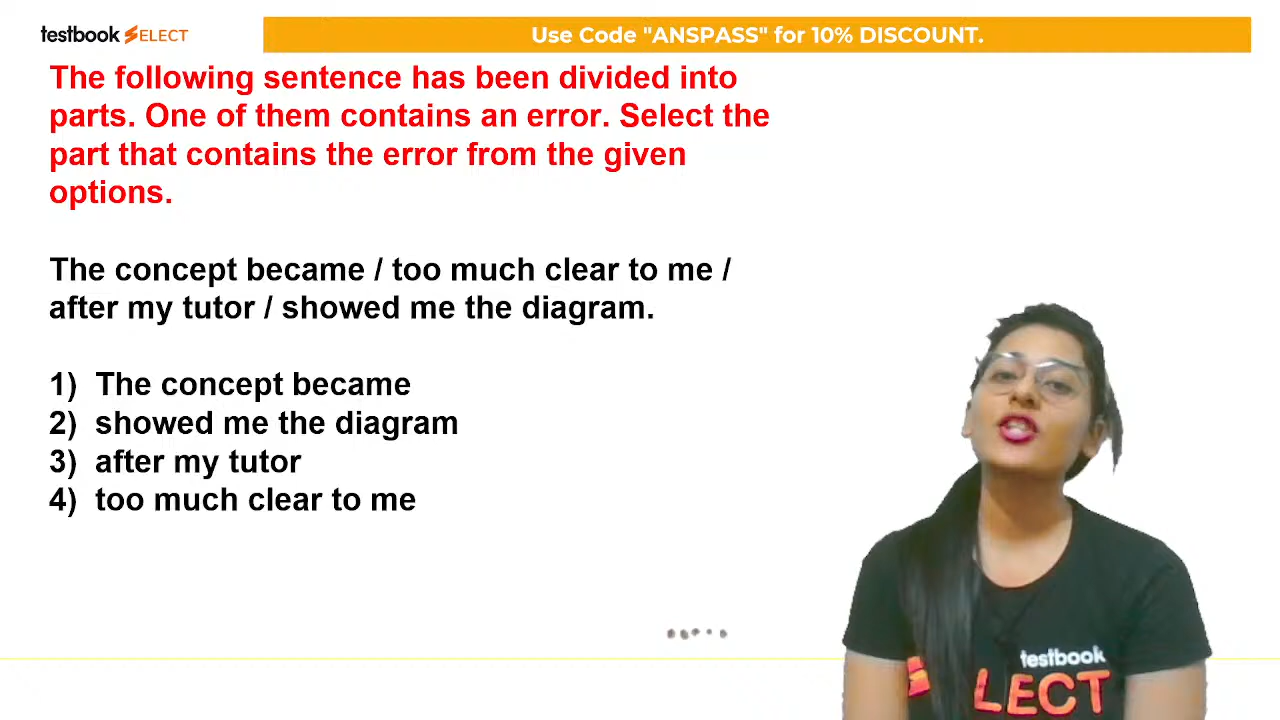 testbook SELECT
Use Code "ANSPASS" for 10% DISCOUNT.
The following sentence has been divided into
parts. One of them contains an error. Select the
part that contains the error from the given
options.
The concept became / too much clear to me /
after my tutor / showed me the diagram.
1) The concept became
2) showed me the diagram
3) after my tutor
4) too much clear to me
testbook
LECT